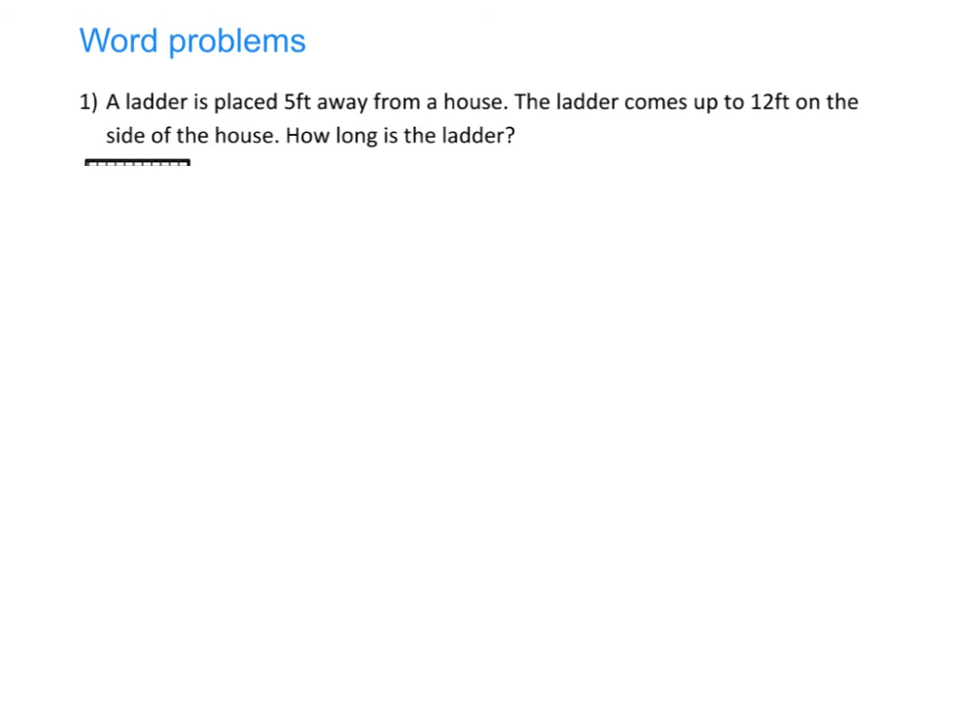 Word problems
1) A ladder is placed 5ft away from a house. The ladder comes up to 12ft on the
side of the house. How long is the ladder?